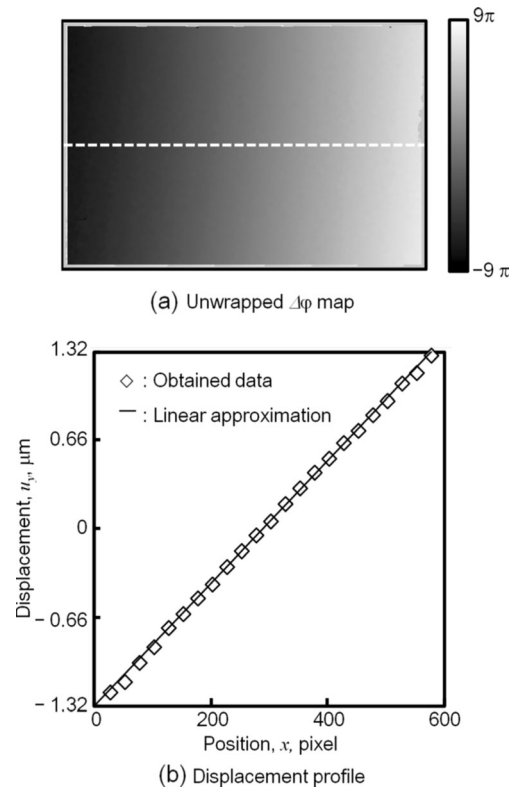 9π
−9 π
(a) Unwrapped Δφ map
1.32
0.66
0
− 0.66
− 1.32
Displacement, uy, μm
◇ : Obtained data
— : Linear approximation
0
200
400
600
Position, x, pixel
(b) Displacement profile